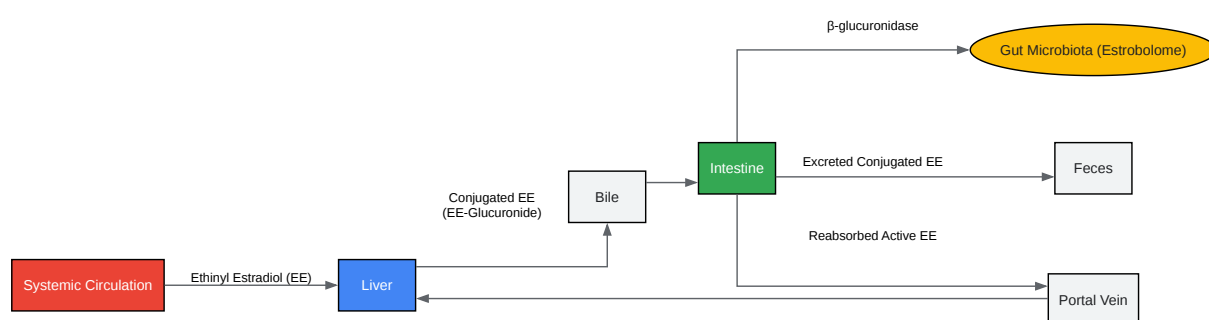 β-glucuronidase
Gut Microbiota (Estrobolome)
Intestine
Excreted Conjugated EE
Feces
Conjugated EE
(EE-Glucuronide)
Bile
Reabsorbed Active EE
Systemic Circulation
Ethinyl Estradiol (EE)
Liver
Portal Vein